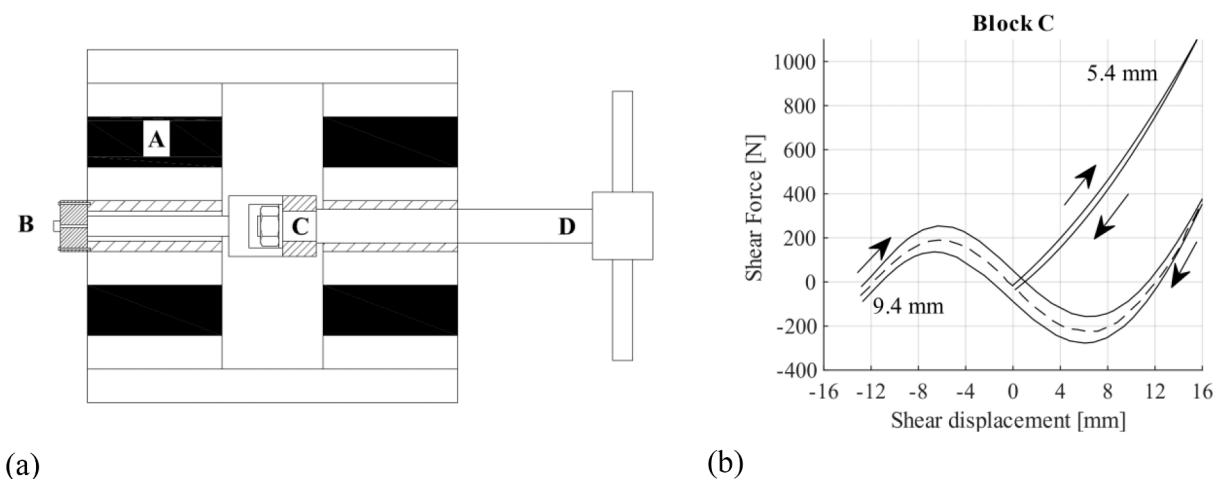 A
B
C
D
(a)
Block C
Shear Force [N]
1000
800
600
400
200
0
-200
-400
5.4 mm
9.4 mm
-16 -12 -8 -4 0 4 8 12 16
Shear displacement [mm]
(b)